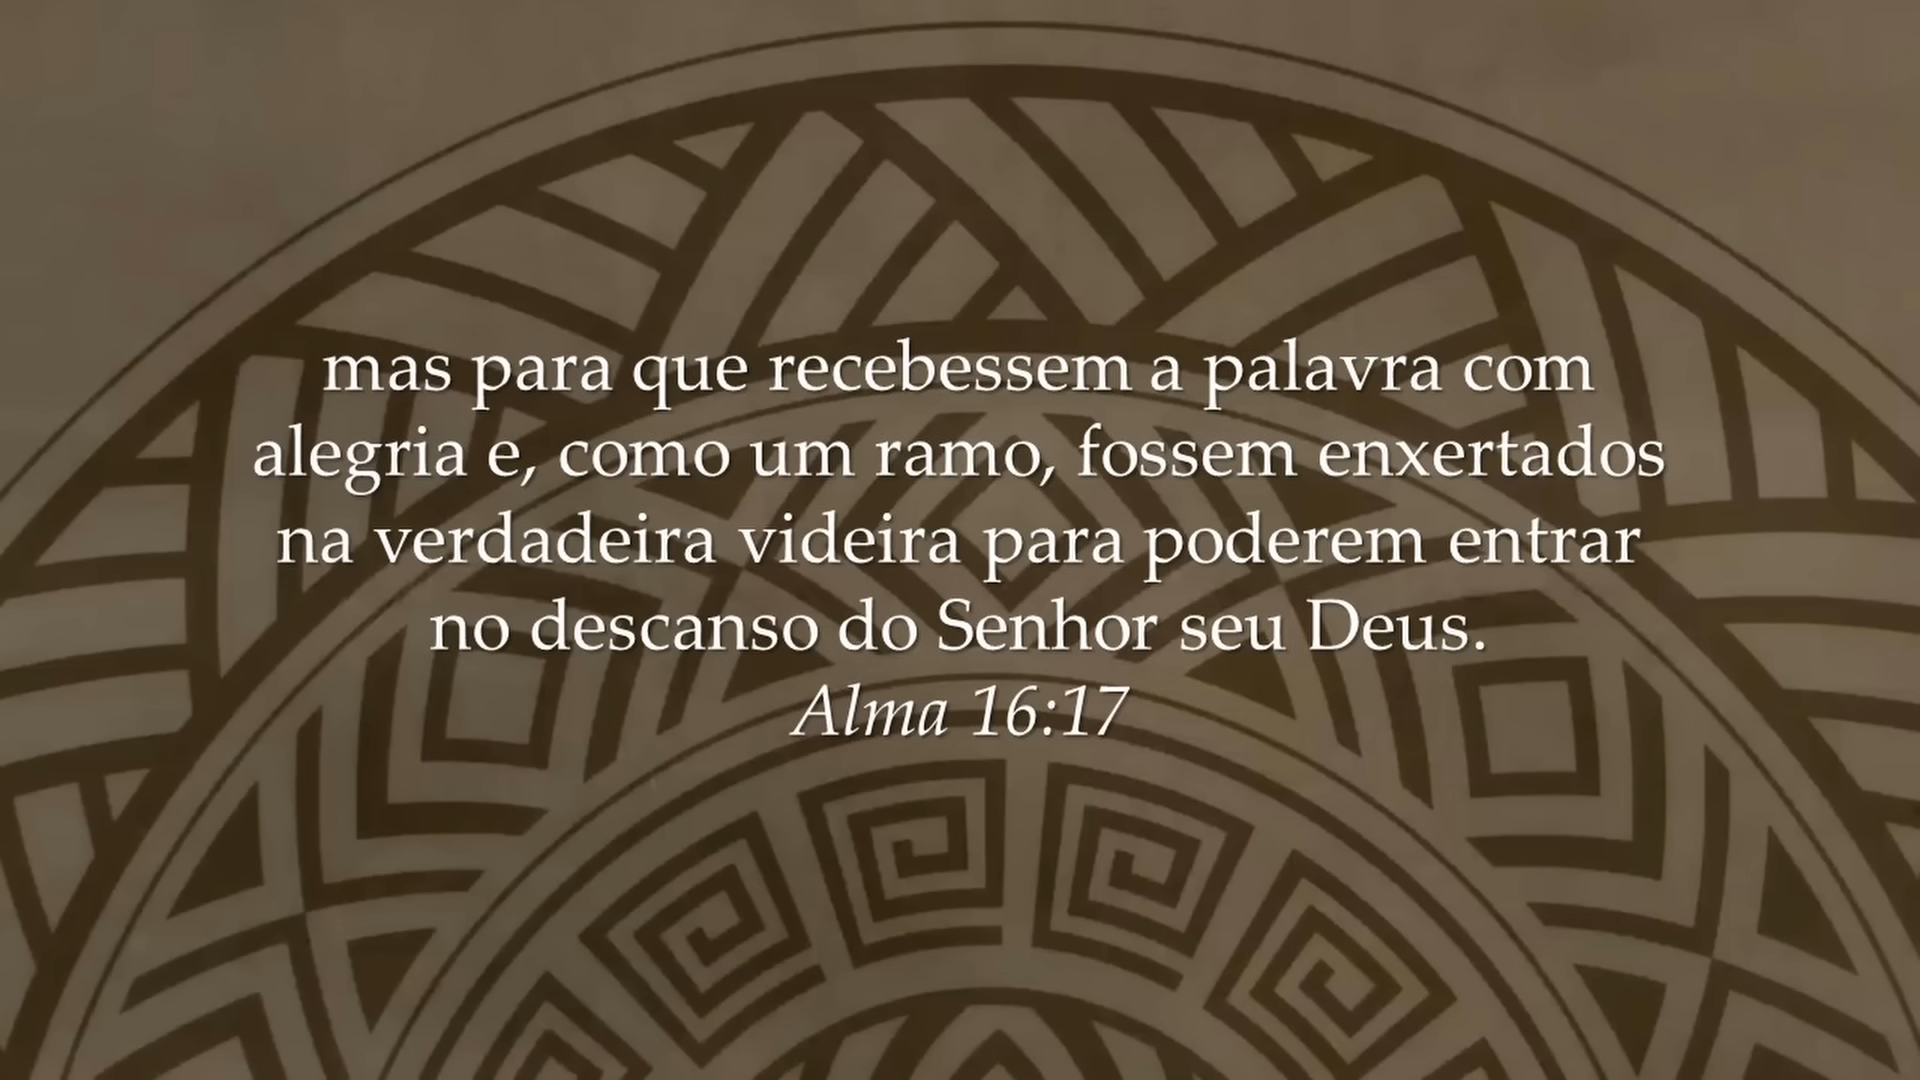 mas para que recebessem a palavra com
alegria e, como um ramo, fossem enxertados
na verdadeira videira para poderem entrar
no descanso do Senhor seu Deus.
Alma 16:17